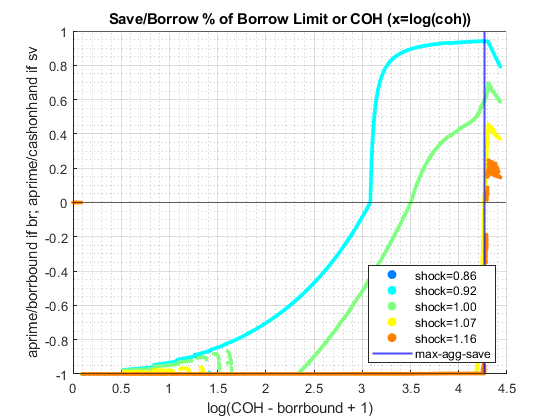 Save/Borrow % of Borrow Limit or COH (x=log(coh))
aprime/borrbound if br; aprime/cashonhand if sv
1
0.8
0.6
0.4
0.2
0
-0.2
-0.4
-0.6
-0.8
-1
shock=0.86
shock=0.92
shock=1.00
shock=1.07
shock=1.16
max-agg-save
0 0.5 1 1.5 2 2.5 3 3.5 4 4.5
log(COH - borrbound + 1)